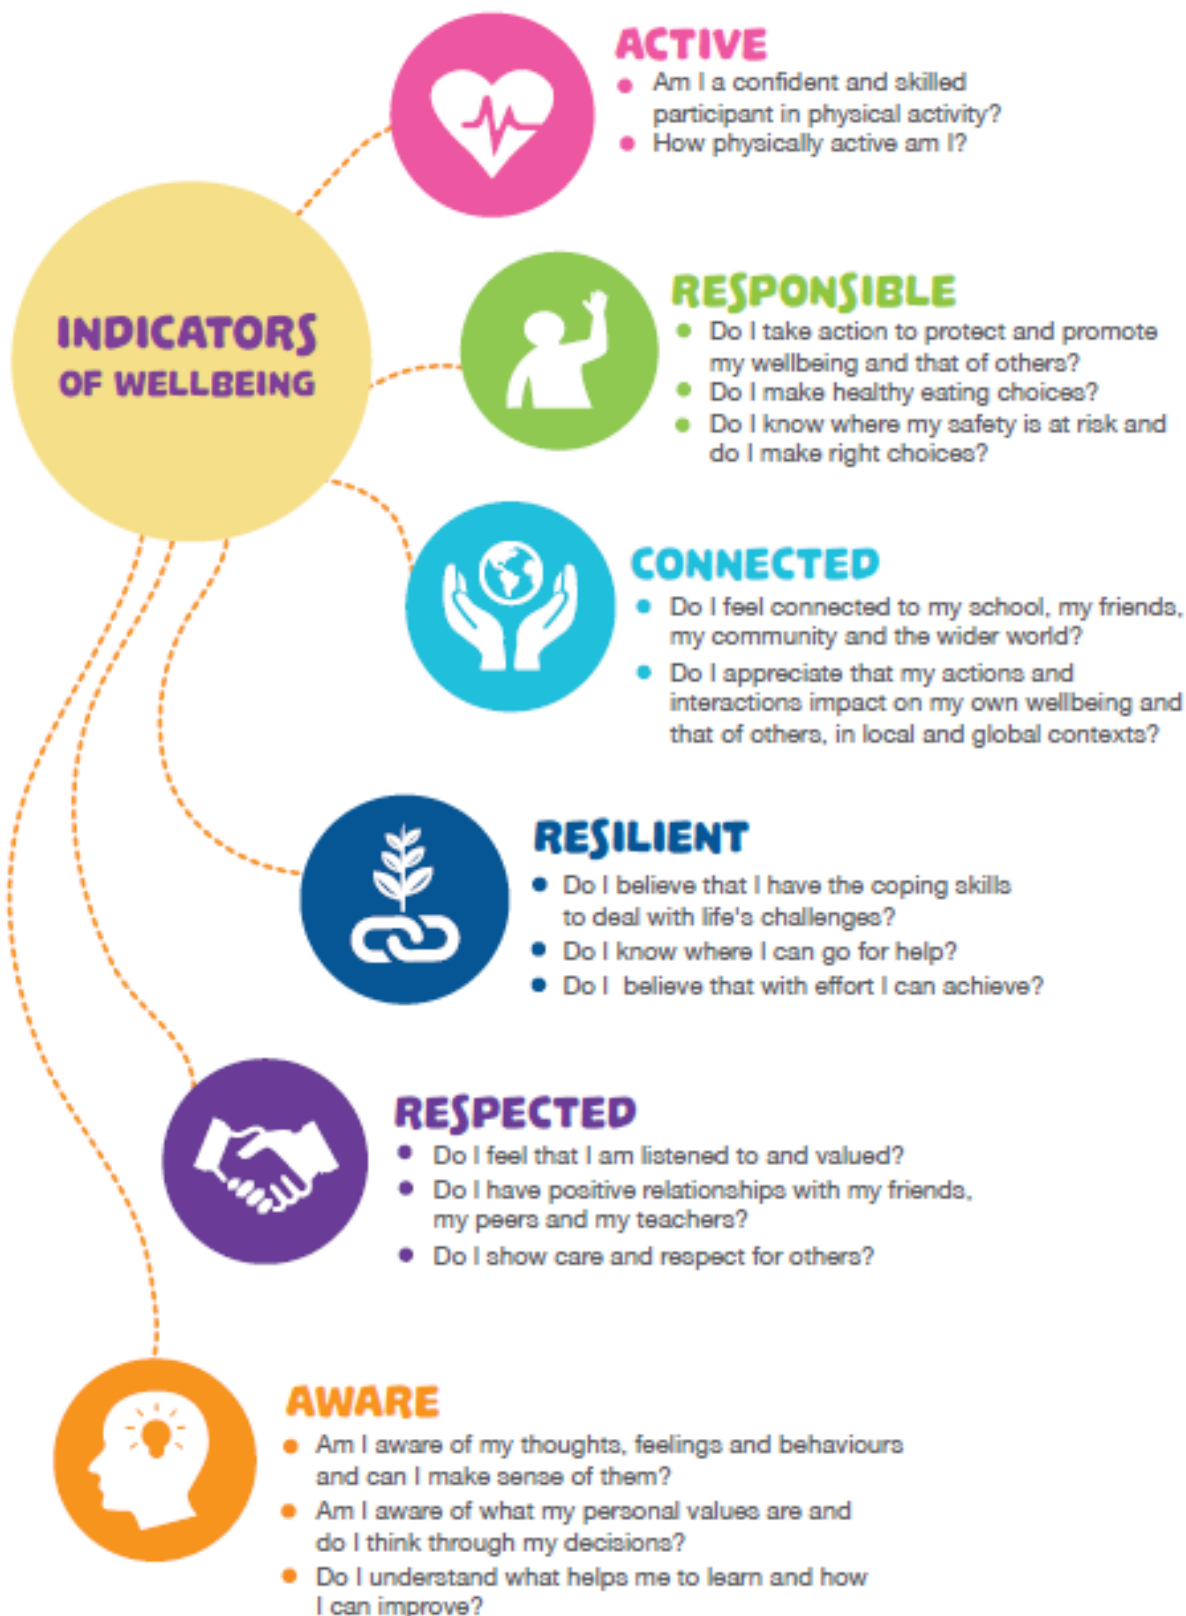 ACTIVE
• Am I a confident and skilled
participant in physical activity?
• How physically active am I?
INDICATORS
OF WELLBEING
RESPONSIBLE
• Do I take action to protect and promote
my wellbeing and that of others?
• Do I make healthy eating choices?
• Do I know where my safety is at risk and
do I make right choices?
CONNECTED
• Do I feel connected to my school, my friends,
my community and the wider world?
• Do I appreciate that my actions and
interactions impact on my own wellbeing and
that of others, in local and global contexts?
RESILIENT
• Do I believe that I have the coping skills
to deal with life's challenges?
• Do I know where I can go for help?
• Do I believe that with effort I can achieve?
RESPECTED
• Do I feel that I am listened to and valued?
• Do I have positive relationships with my friends,
my peers and my teachers?
• Do I show care and respect for others?
AWARE
• Am I aware of my thoughts, feelings and behaviours
and can I make sense of them?
• Am I aware of what my personal values are and
do I think through my decisions?
• Do I understand what helps me to learn and how
I can improve?